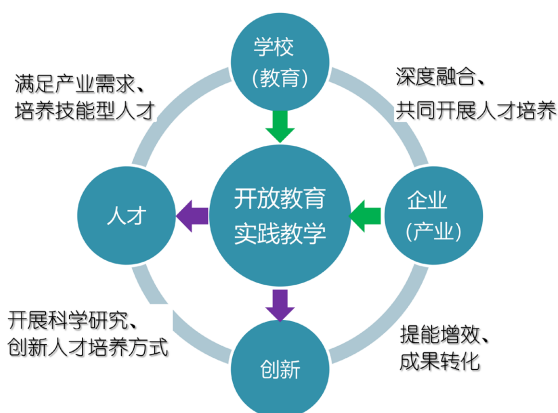 学校
（教育）
满足产业需求、
培养技能型人才
深度融合、
共同开展人才培养
人才
开放教育
实践教学
企业
（产业）
开展科学研究、
创新人才培养方式
提能增效、
成果转化
创新